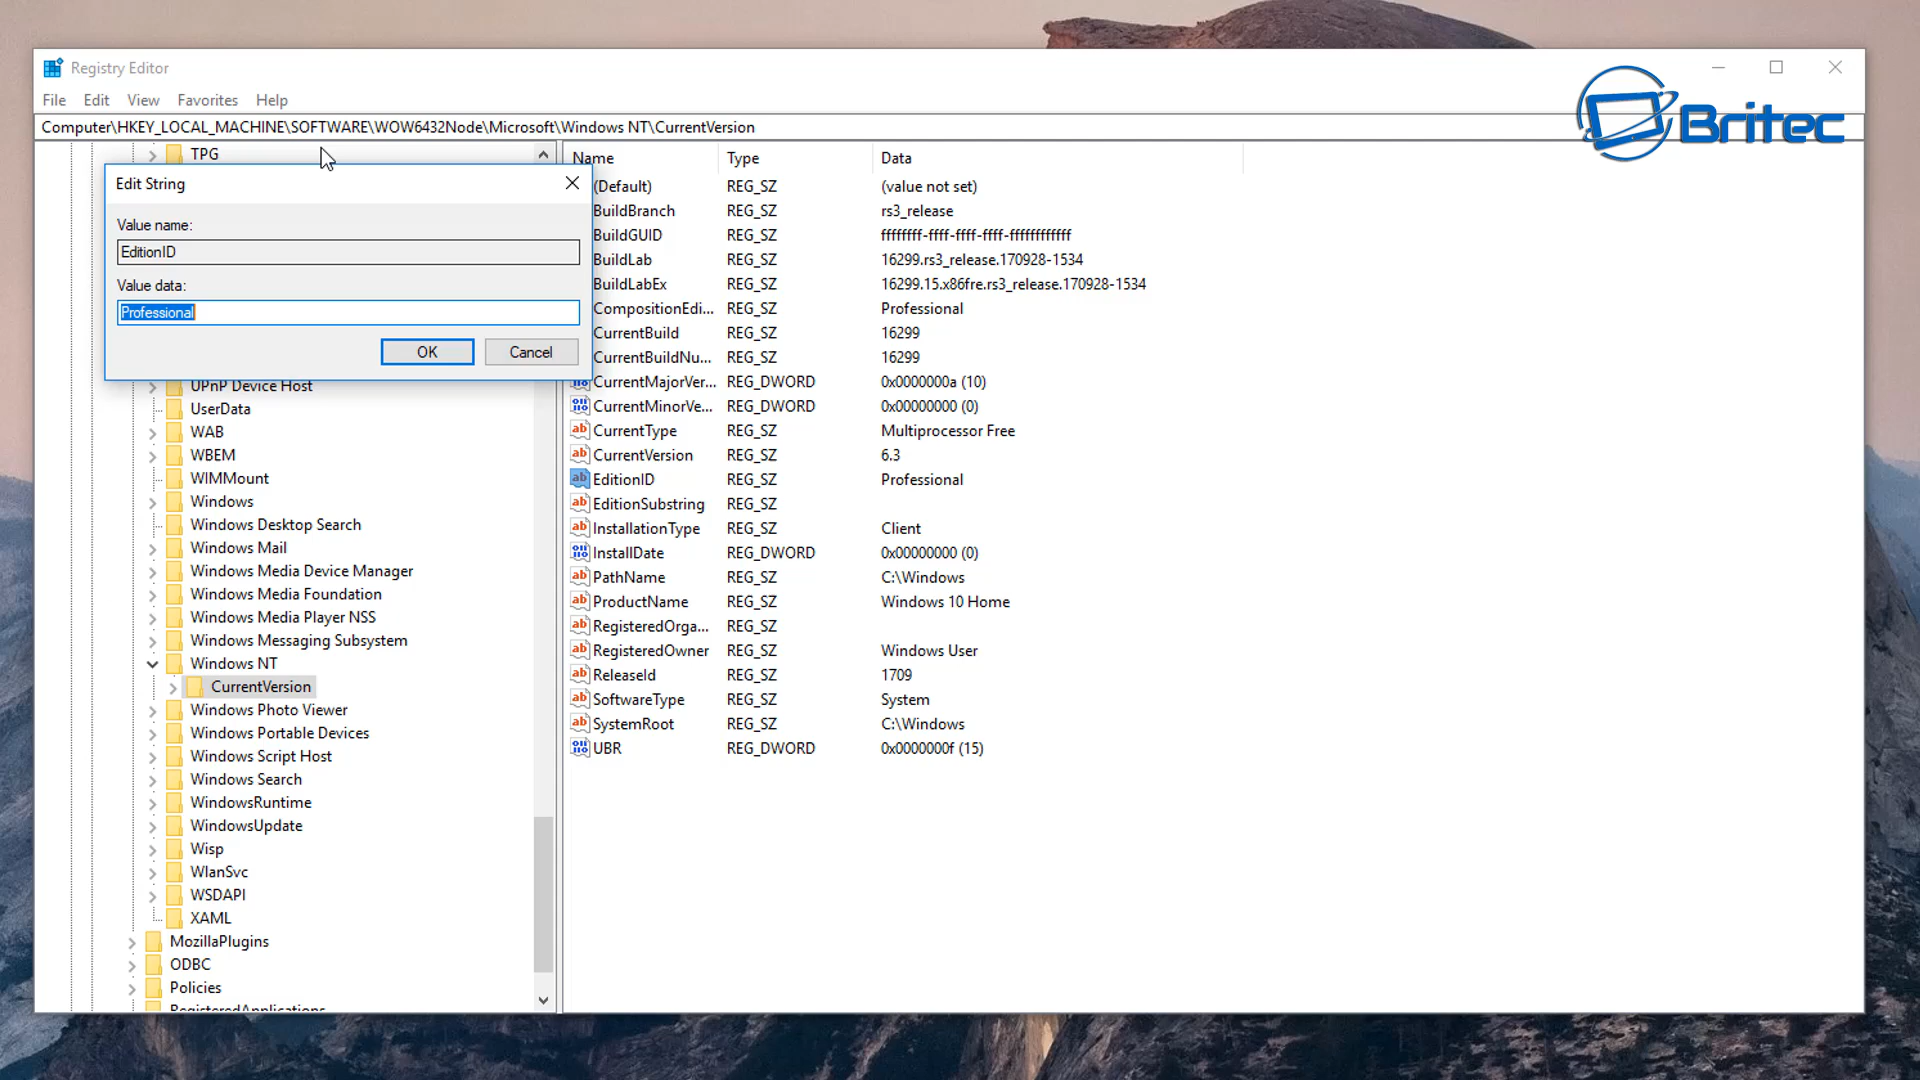 Registry Editor
File Edit View Favorites Help
Britec
Computer\HKEY_LOCAL_MACHINE\SOFTWARE\WOW6432Node\Microsoft\Windows NT\CurrentVersion
TPG
Edit String
Value name:
EditionID
Value data:
Professional
OK Cancel
UPnP Device Host
UserData
WAB
WBEM
WIMMount
Windows
Windows Desktop Search
Windows Mail
Windows Media Device Manager
Windows Media Foundation
Windows Media Player NSS
Windows Messaging Subsystem
Windows NT
CurrentVersion
Windows Photo Viewer
Windows Portable Devices
Windows Script Host
Windows Search
WindowsRuntime
WindowsUpdate
Wisp
WlanSvc
WSDAPI
XAML
MozillaPlugins
ODBC
Policies
RegisteredApplications
Name Type Data
(Default) REG_SZ (value not set)
BuildBranch REG_SZ rs3_release
BuildGUID REG_SZ ffffffff-ffff-ffff-ffff-ffffffffffff
BuildLab REG_SZ 16299.rs3_release.170928-1534
BuildLabEx REG_SZ 16299.15.x86fre.rs3_release.170928-1534
CompositionEdi... REG_SZ Professional
CurrentBuild REG_SZ 16299
CurrentBuildNu... REG_SZ 16299
CurrentMajorVer... REG_DWORD 0x0000000a (10)
CurrentMinorVe... REG_DWORD 0x00000000 (0)
CurrentType REG_SZ Multiprocessor Free
CurrentVersion REG_SZ 6.3
EditionID REG_SZ Professional
EditionSubstring REG_SZ
InstallationType REG_SZ Client
InstallDate REG_DWORD 0x00000000 (0)
PathName REG_SZ C:\Windows
ProductName REG_SZ Windows 10 Home
RegisteredOrga... REG_SZ
RegisteredOwner REG_SZ Windows User
ReleaseId REG_SZ 1709
SoftwareType REG_SZ System
SystemRoot REG_SZ C:\Windows
UBR REG_DWORD 0x0000000f (15)